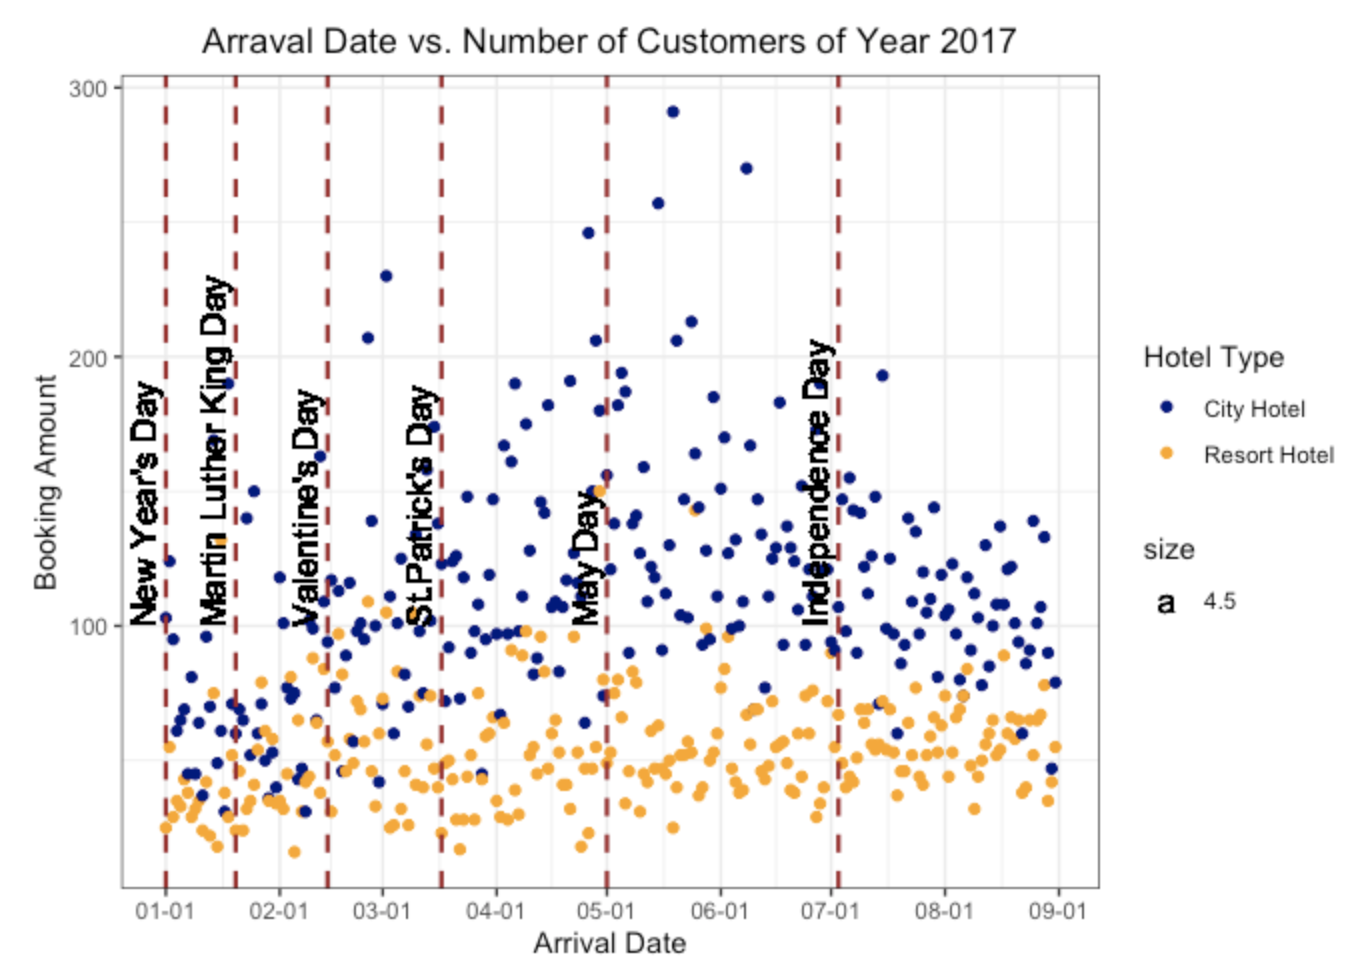 Arraval Date vs. Number of Customers of Year 2017
Booking Amount
300
200
100
New Year's Day
Martin Luther King Day
Valentine's Day
St.Patrick's Day
May Day
Independence Day
01-01
02-01
03-01
04-01
05-01
06-01
07-01
08-01
09-01
Arrival Date
Hotel Type
City Hotel
Resort Hotel
size
a 4.5